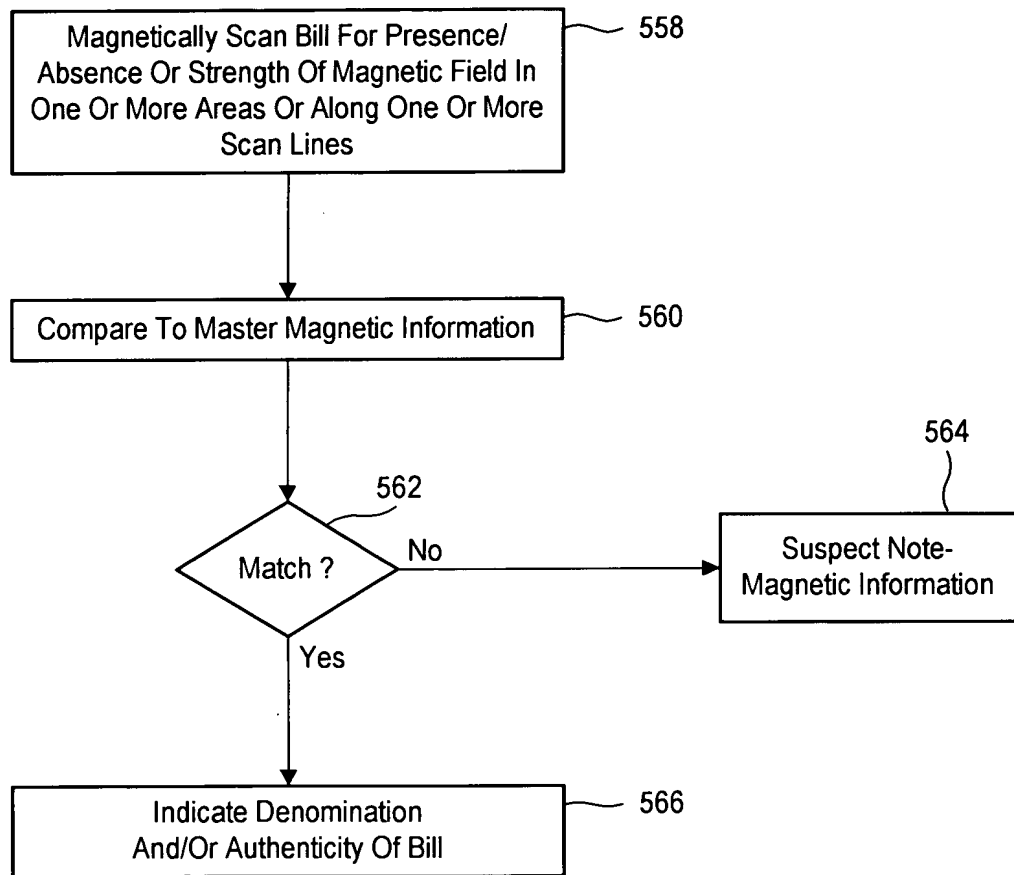 Magnetically Scan Bill For Presence/
Absence Or Strength Of Magnetic Field In
One Or More Areas Or Along One Or More
Scan Lines
558
Compare To Master Magnetic Information
560
562
Match ?
No
Yes
564
Suspect Note-
Magnetic Information
Indicate Denomination
And/Or Authenticity Of Bill
566